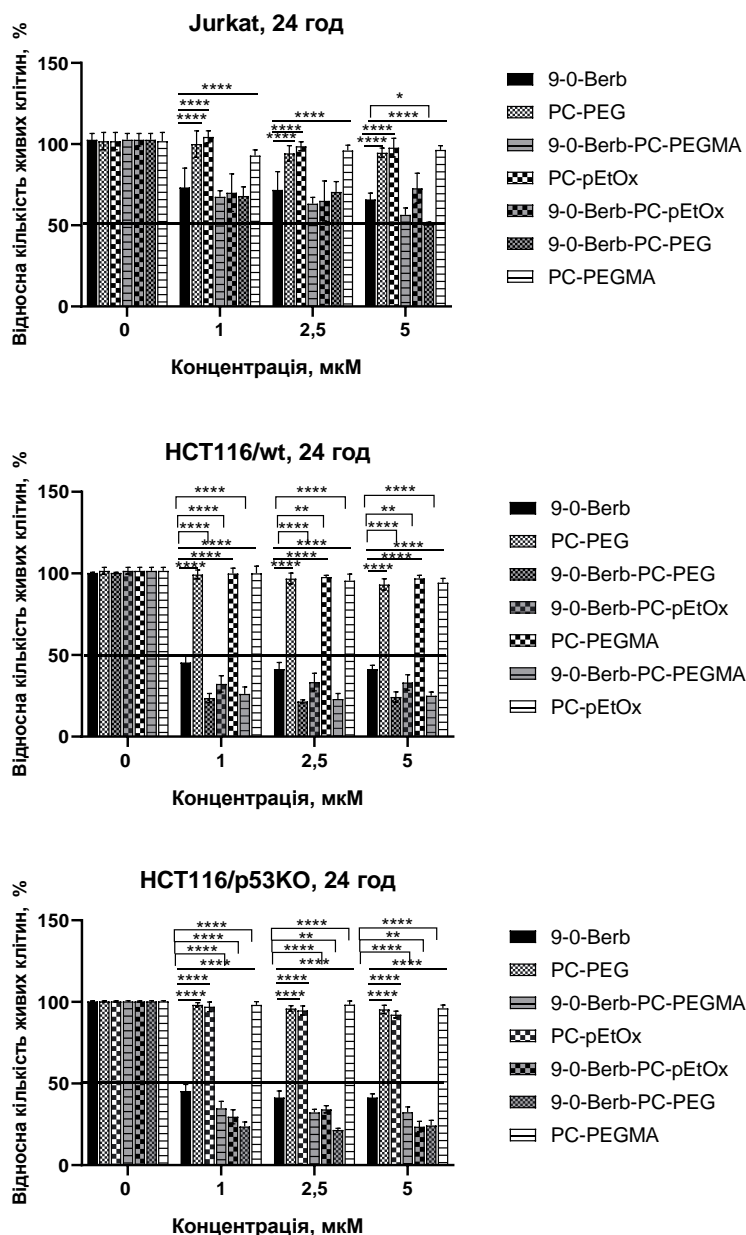 Jurkat, 24 год
Відносна кількість живих клітин, %
150
100
50
0
****
****
****
****
****
****
*
****
****
****
0
1
2,5
5
Концентрація, мкМ
9-0-Berb
PC-PEG
9-0-Berb-PC-PEGMA
PC-pEtOx
9-0-Berb-PC-pEtOx
9-0-Berb-PC-PEG
PC-PEGMA
HCT116/wt, 24 год
Відносна кількість живих клітин, %
150
100
50
0
****
****
****
****
****
****
****
**
****
****
****
****
****
**
****
****
****
****
0
1
2,5
5
Концентрація, мкМ
9-0-Berb
PC-PEG
9-0-Berb-PC-PEG
9-0-Berb-PC-pEtOx
PC-PEGMA
9-0-Berb-PC-PEGMA
PC-pEtOx
HCT116/p53KO, 24 год
Відносна кількість живих клітин, %
150
100
50
0
****
****
****
****
****
****
****
**
****
****
****
****
****
**
****
****
****
****
0
1
2,5
5
Концентрація, мкМ
9-0-Berb
PC-PEG
9-0-Berb-PC-PEGMA
PC-pEtOx
9-0-Berb-PC-pEtOx
9-0-Berb-PC-PEG
PC-PEGMA